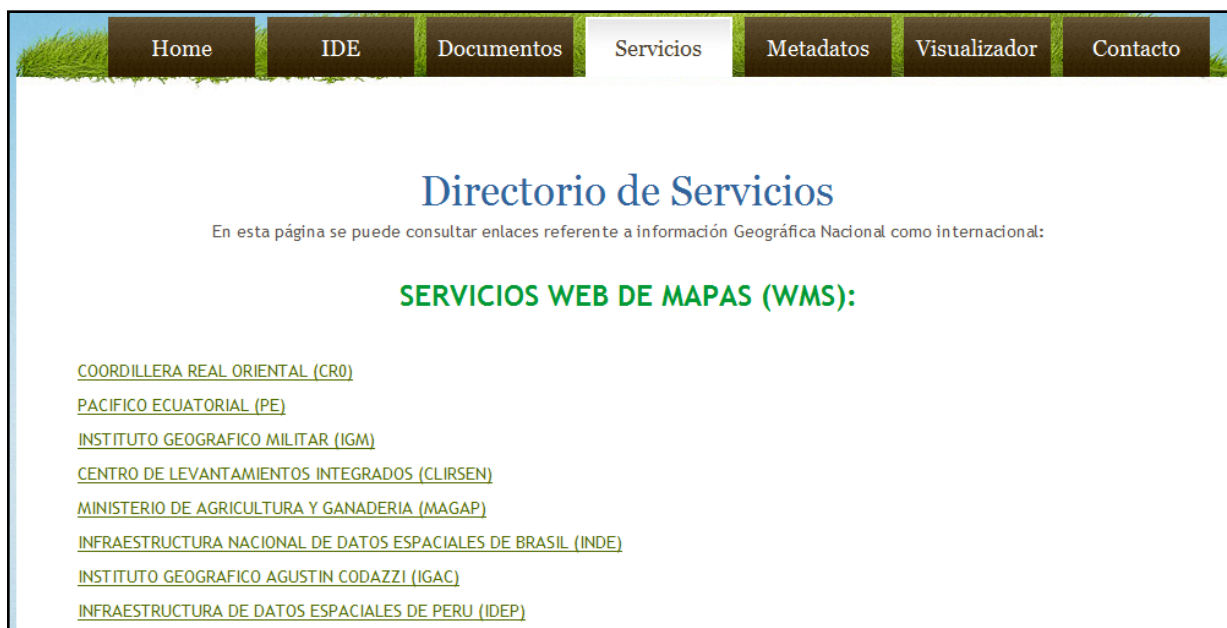 Home IDE Documentos Servicios Metadatos Visualizador Contacto
Directorio de Servicios
En esta página se puede consultar enlaces referente a información Geográfica Nacional como internacional:
SERVICIOS WEB DE MAPAS (WMS):
COORDILLERA REAL ORIENTAL (CR0)
PACIFICO ECUATORIAL (PE)
INSTITUTO GEOGRAFICO MILITAR (IGM)
CENTRO DE LEVANTAMIENTOS INTEGRADOS (CLIRSEN)
MINISTERIO DE AGRICULTURA Y GANADERIA (MAGAP)
INFRAESTRUCTURA NACIONAL DE DATOS ESPACIALES DE BRASIL (INDE)
INSTITUTO GEOGRAFICO AGUSTIN CODAZZI (IGAC)
INFRAESTRUCTURA DE DATOS ESPACIALES DE PERU (IDEP)